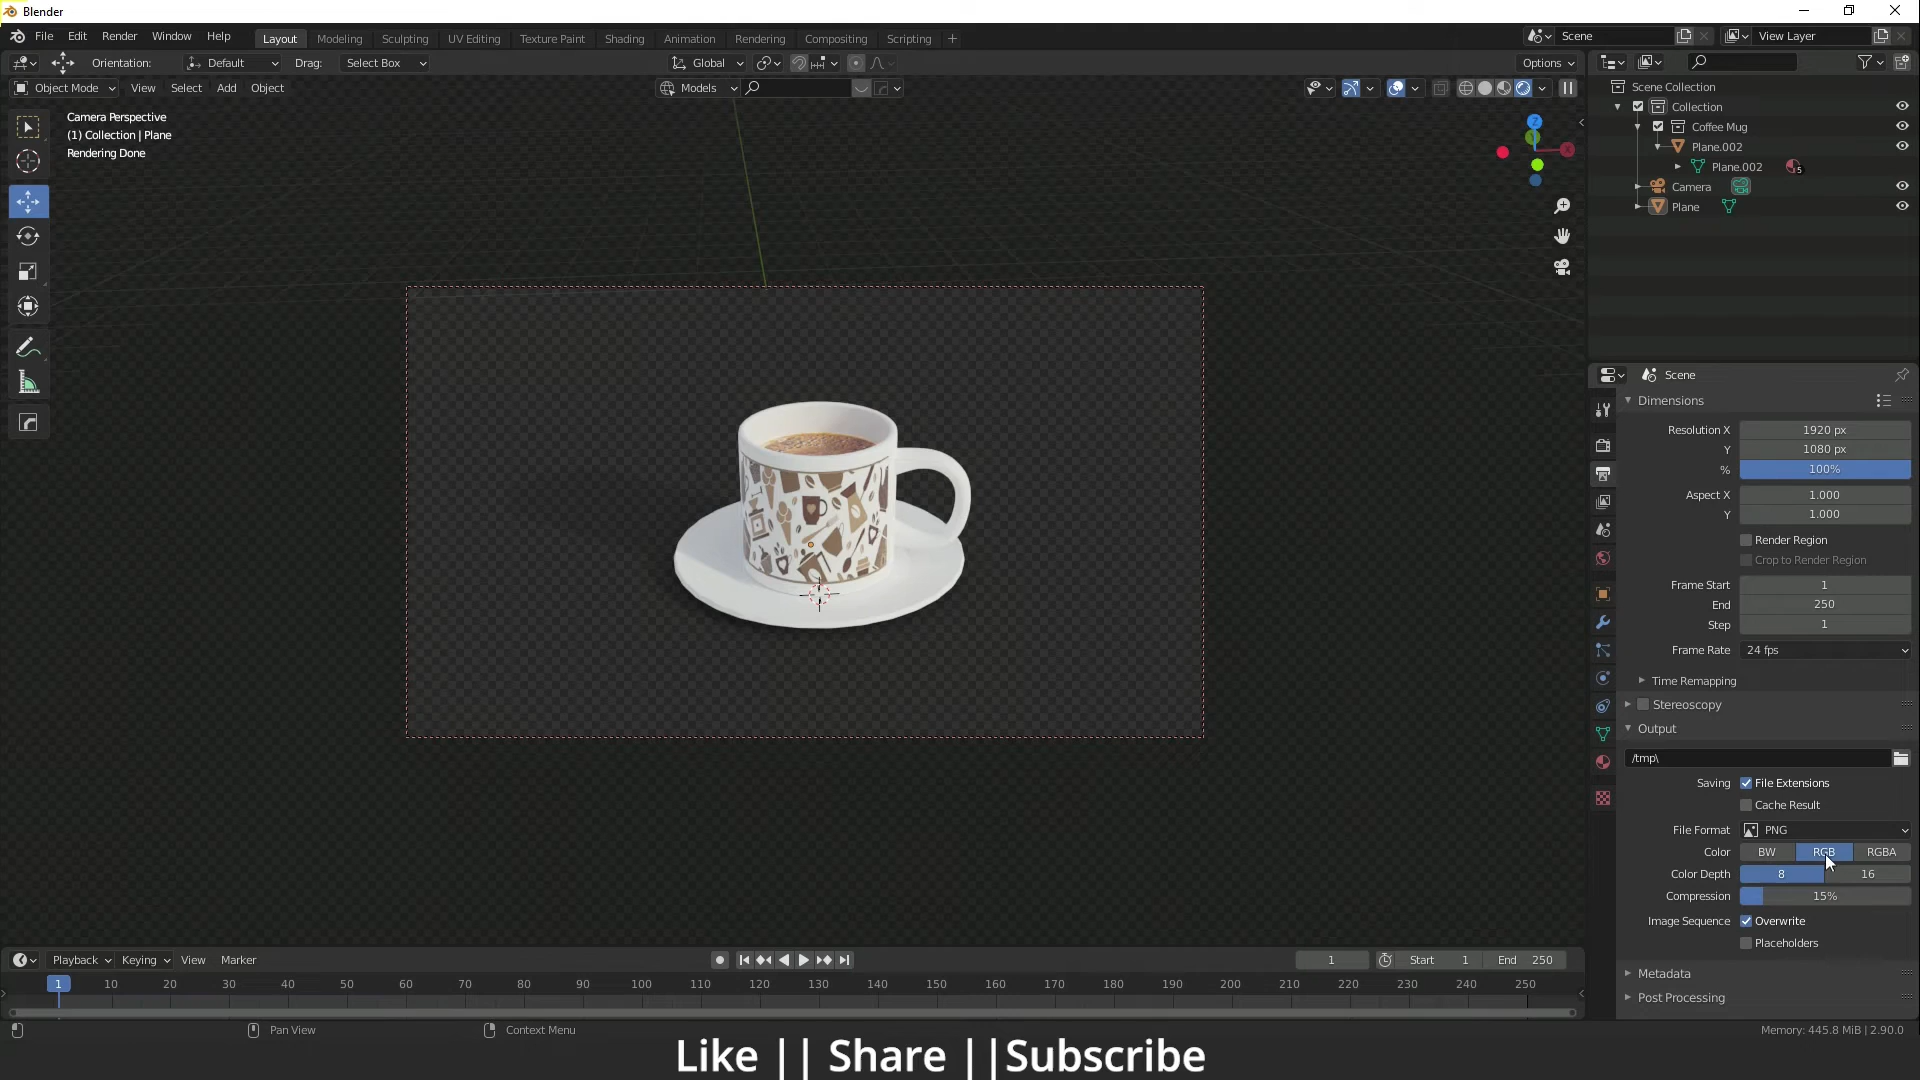 Blender
File Edit Render Window Help
Layout Modeling Sculpting UV Editing Texture Paint Shading Animation Rendering Compositing Scripting +
Scene
View Layer
Orientation: Default Drag: Select Box
Global
Options
Object Mode View Select Add Object
Models
Camera Perspective
(1) Collection | Plane
Rendering Done
Z
Scene Collection
Collection
Coffee Mug
Plane.002
Plane.002 5
Camera
Plane
Scene
Dimensions
Resolution X 1920 px
Y 1080 px
% 100%
Aspect X 1.000
Y 1.000
Render Region
Crop to Render Region
Frame Start 1
End 250
Step 1
Frame Rate 24 fps
Time Remapping
Stereoscopy
Output
/tmp\
Saving File Extensions
Cache Result
File Format PNG
Color BW RGB RGBA
Color Depth 8 16
Compression 15%
Image Sequence Overwrite
Placeholders
Metadata
Post Processing
Playback Keying View Marker
1 Start 1 End 250
1 10 20 30 40 50 60 70 80 90 100 110 120 130 140 150 160 170 180 190 200 210 220 230 240 250
Pan View Context Menu
Memory: 445.8 MiB | 2.90.0
Like || Share ||Subscribe